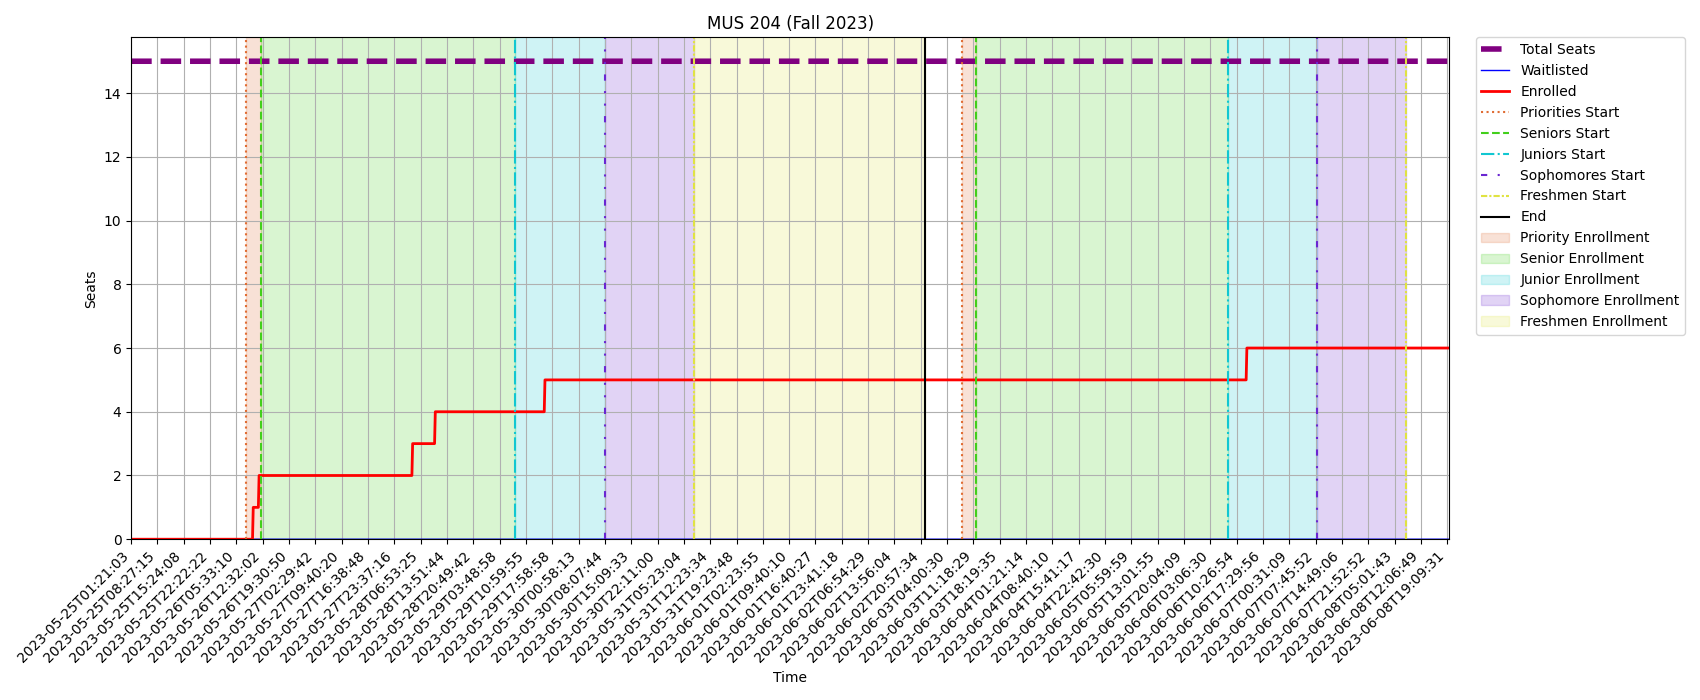 MUS 204 (Fall 2023)
Seats
14
12
10
8
6
4
2
0
2023-05-25T01:21:03
2023-05-25T08:27:15
2023-05-25T15:24:08
2023-05-25T22:22:22
2023-05-26T05:33:10
2023-05-26T12:32:02
2023-05-26T19:30:50
2023-05-27T02:29:42
2023-05-27T09:40:20
2023-05-27T16:38:48
2023-05-27T23:37:16
2023-05-28T06:53:25
2023-05-28T13:51:44
2023-05-28T20:49:42
2023-05-29T03:48:58
2023-05-29T10:59:55
2023-05-29T17:58:58
2023-05-30T00:58:13
2023-05-30T08:07:44
2023-05-30T15:09:33
2023-05-30T22:11:00
2023-05-31T05:23:04
2023-05-31T12:23:34
2023-05-31T19:23:48
2023-06-01T02:23:55
2023-06-01T09:40:10
2023-06-01T16:40:27
2023-06-01T23:41:18
2023-06-02T06:54:29
2023-06-02T13:56:04
2023-06-02T20:57:34
2023-06-03T04:00:30
2023-06-03T11:18:29
2023-06-03T18:19:35
2023-06-04T01:21:14
2023-06-04T08:40:10
2023-06-04T15:41:17
2023-06-04T22:42:30
2023-06-05T05:59:59
2023-06-05T13:01:55
2023-06-05T20:04:09
2023-06-06T03:06:30
2023-06-06T10:26:54
2023-06-06T17:29:56
2023-06-07T00:31:09
2023-06-07T07:45:52
2023-06-07T14:49:06
2023-06-07T21:52:52
2023-06-08T05:01:43
2023-06-08T12:06:49
2023-06-08T19:09:31
Time
Total Seats
Waitlisted
Enrolled
Priorities Start
Seniors Start
Juniors Start
Sophomores Start
Freshmen Start
End
Priority Enrollment
Senior Enrollment
Junior Enrollment
Sophomore Enrollment
Freshmen Enrollment